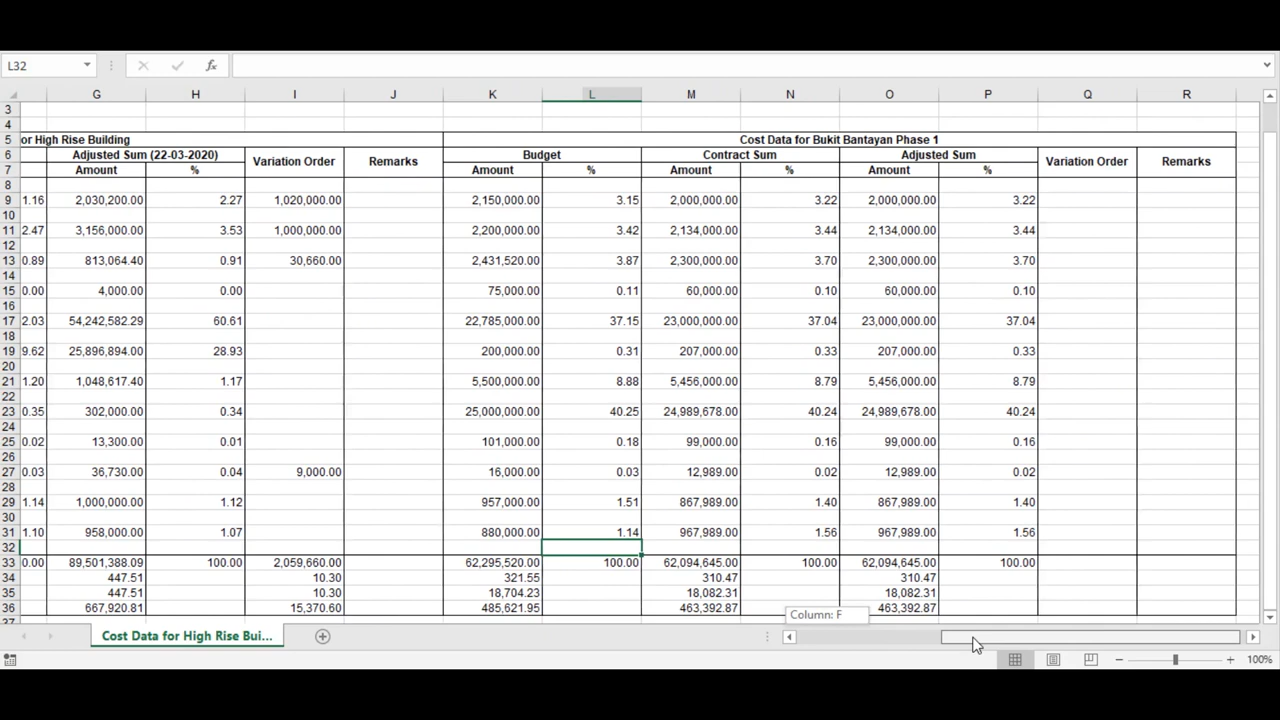 L32
fx
G H I J K L M N O P Q R
3
4
5 or High Rise Building Cost Data for Bukit Bantayan Phase 1
6 Adjusted Sum (22-03-2020) Variation Order Remarks Budget Contract Sum Adjusted Sum Variation Order Remarks
7 Amount % Amount % Amount % Amount %
8
9 1.16 2,030,200.00 2.27 1,020,000.00 2,150,000.00 3.15 2,000,000.00 3.22 2,000,000.00 3.22
10
11 2.47 3,156,000.00 3.53 1,000,000.00 2,200,000.00 3.42 2,134,000.00 3.44 2,134,000.00 3.44
12
13 0.89 813,064.40 0.91 30,660.00 2,431,520.00 3.87 2,300,000.00 3.70 2,300,000.00 3.70
14
15 0.00 4,000.00 0.00 75,000.00 0.11 60,000.00 0.10 60,000.00 0.10
16
17 2.03 54,242,582.29 60.61 22,785,000.00 37.15 23,000,000.00 37.04 23,000,000.00 37.04
18
19 9.62 25,896,894.00 28.93 200,000.00 0.31 207,000.00 0.33 207,000.00 0.33
20
21 1.20 1,048,617.40 1.17 5,500,000.00 8.88 5,456,000.00 8.79 5,456,000.00 8.79
22
23 0.35 302,000.00 0.34 25,000,000.00 40.25 24,989,678.00 40.24 24,989,678.00 40.24
24
25 0.02 13,300.00 0.01 101,000.00 0.18 99,000.00 0.16 99,000.00 0.16
26
27 0.03 36,730.00 0.04 9,000.00 16,000.00 0.03 12,989.00 0.02 12,989.00 0.02
28
29 1.14 1,000,000.00 1.12 957,000.00 1.51 867,989.00 1.40 867,989.00 1.40
30
31 1.10 958,000.00 1.07 880,000.00 1.14 967,989.00 1.56 967,989.00 1.56
32
33 0.00 89,501,388.09 100.00 2,059,660.00 62,295,520.00 100.00 62,094,645.00 100.00 62,094,645.00 100.00
34 447.51 10.30 321.55 310.47 310.47
35 447.51 10.30 18,704.23 18,082.31 18,082.31
36 667,920.81 15,370.60 485,621.95 463,392.87 463,392.87
37 Column: F
Cost Data for High Rise Bui...
100%